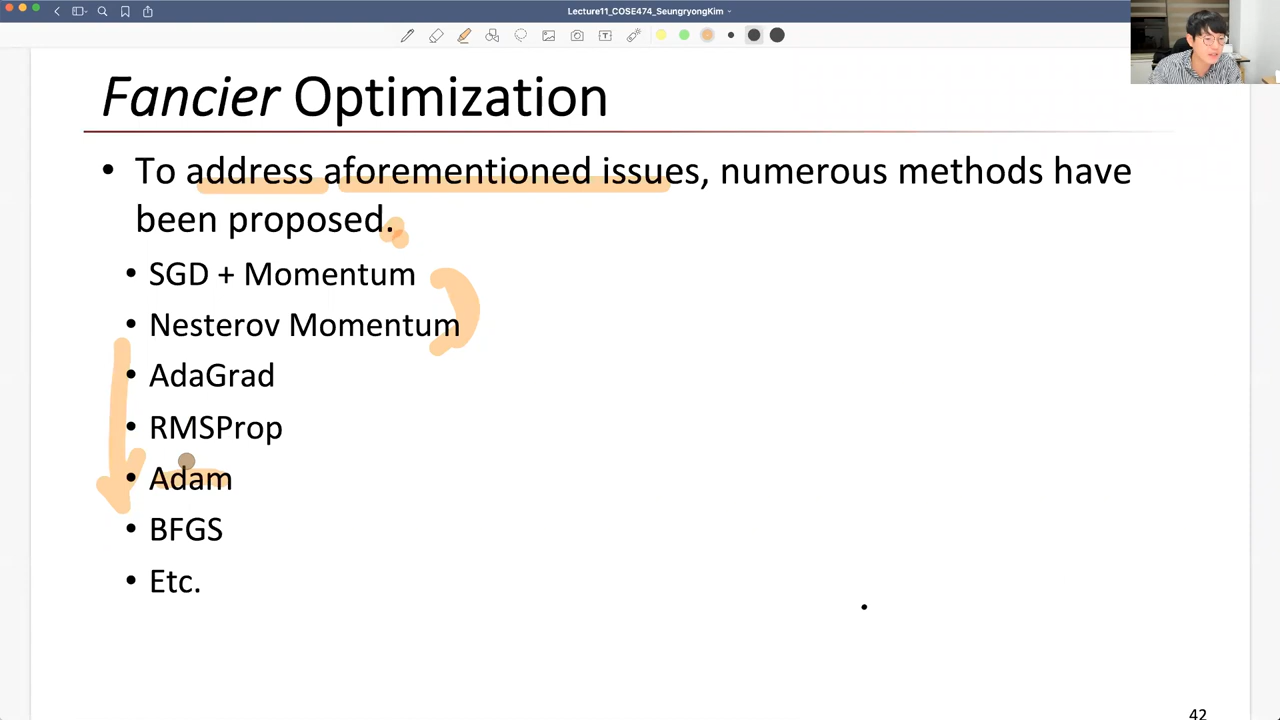 Lecture11_COSE474_SeungryongKim
Fancier Optimization
• To address aforementioned issues, numerous methods have
been proposed.
• SGD + Momentum
• Nesterov Momentum
• AdaGrad
• RMSProp
• Adam
• BFGS
• Etc.
42